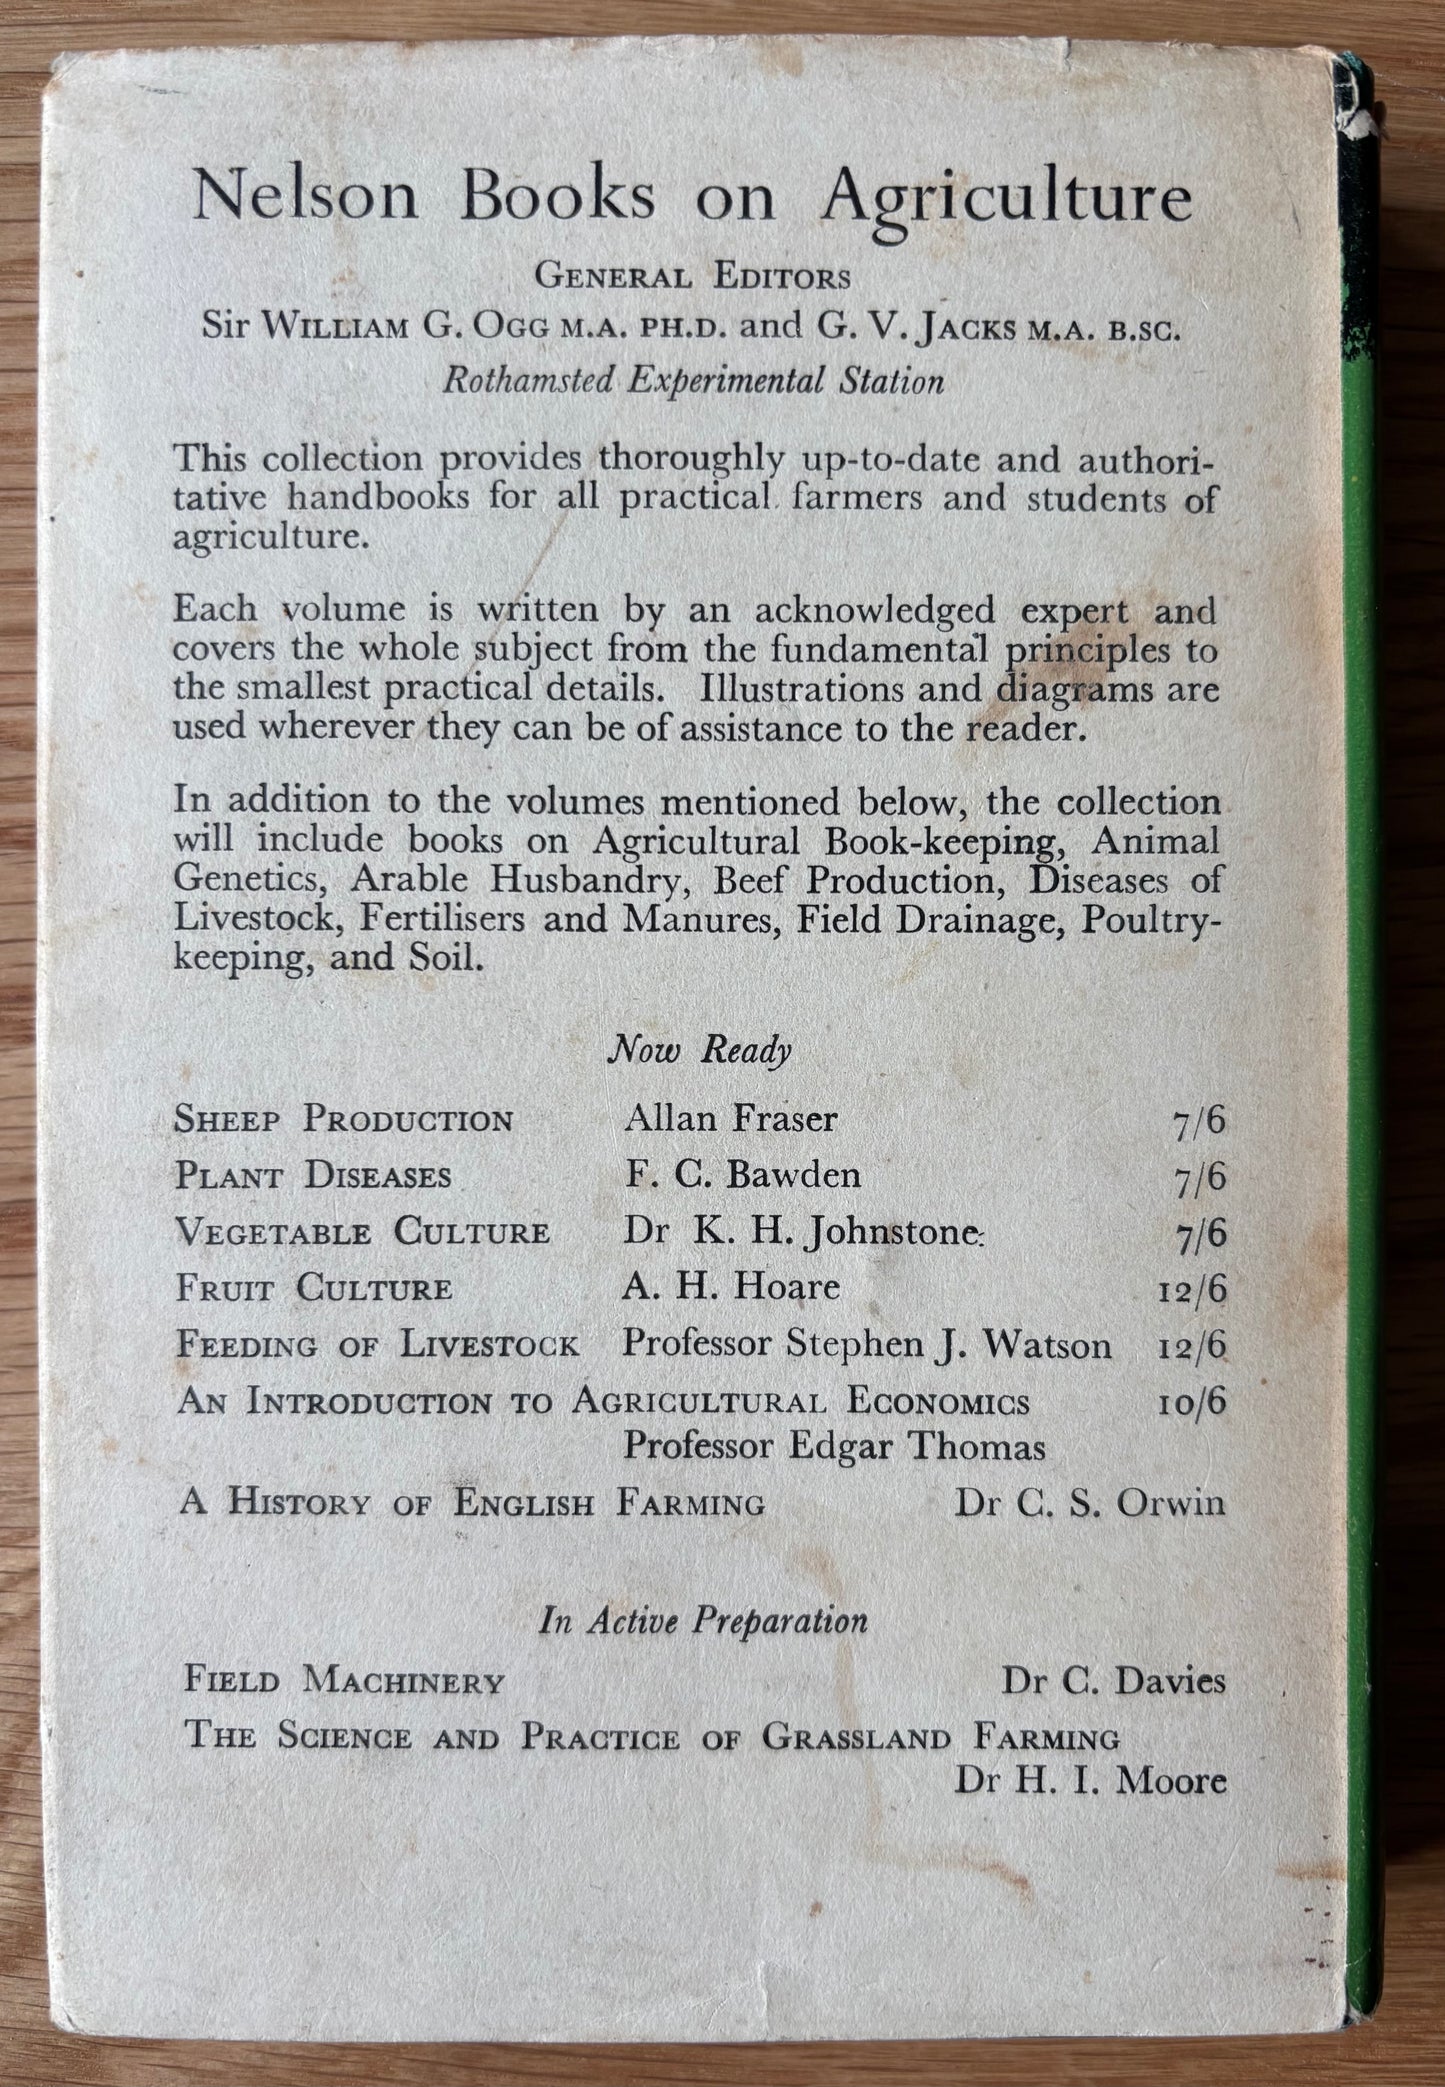 Nelson Books on Agriculture
GENERAL EDITORS
Sir WILLIAM G. OGG M.A. PH.D. and G. V. JACKS M.A. B.SC.
Rothamsted Experimental Station
This collection provides thoroughly up-to-date and authori-
tative handbooks for all practical farmers and students of
agriculture.
Each volume is written by an acknowledged expert and
covers the whole subject from the fundamental principles to
the smallest practical details. Illustrations and diagrams are
used wherever they can be of assistance to the reader.
In addition to the volumes mentioned below, the collection
will include books on Agricultural Book-keeping, Animal
Genetics, Arable Husbandry, Beef Production, Diseases of
Livestock, Fertilisers and Manures, Field Drainage, Poultry-
keeping, and Soil.
Now Ready
SHEEP PRODUCTION Allan Fraser 7/6
PLANT DISEASES F. C. Bawden 7/6
VEGETABLE CULTURE Dr K. H. Johnstone 7/6
FRUIT CULTURE A. H. Hoare 12/6
FEEDING OF LIVESTOCK Professor Stephen J. Watson 12/6
AN INTRODUCTION TO AGRICULTURAL ECONOMICS 10/6
Professor Edgar Thomas
A HISTORY OF ENGLISH FARMING Dr C. S. Orwin
In Active Preparation
FIELD MACHINERY Dr C. Davies
THE SCIENCE AND PRACTICE OF GRASSLAND FARMING
Dr H. I. Moore